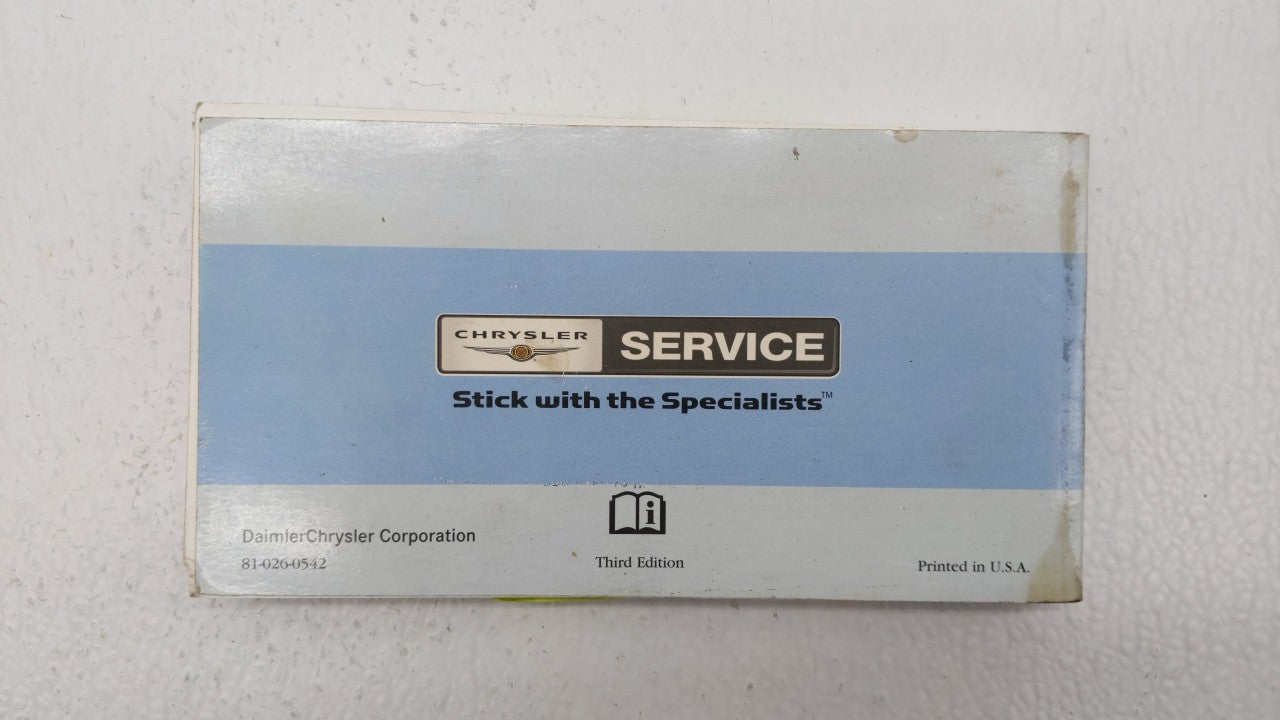 CHRYSLER SERVICE
Stick with the Specialists™
i
DaimlerChrysler Corporation
81-026-0542
Third Edition
Printed in U.S.A.